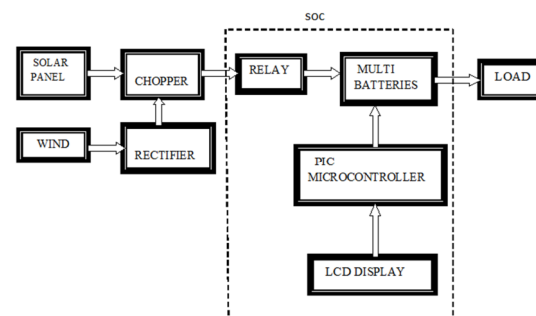 SOC
SOLAR
PANEL
CHOPPER
RELAY
MULTI
BATTERIES
LOAD
WIND
RECTIFIER
PIC
MICROCONTROLLER
LCD DISPLAY